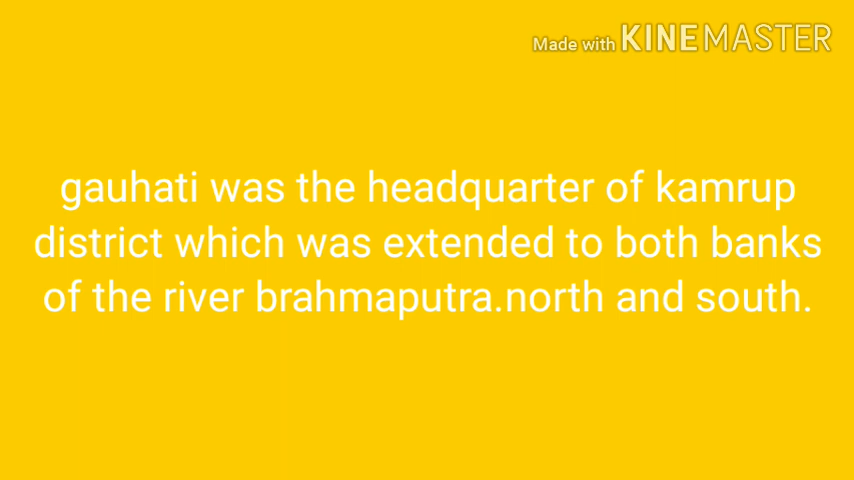 Made with KINEMASTER
gauhati was the headquarter of kamrup
district which was extended to both banks
of the river brahmaputra.north and south.